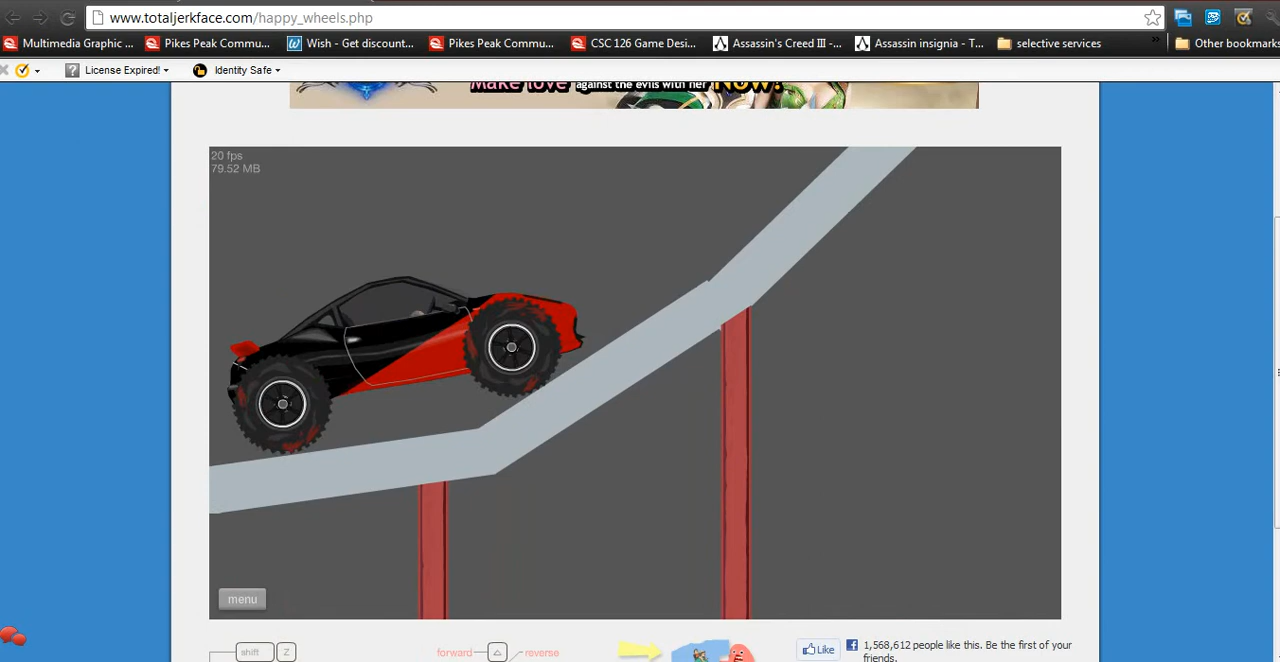 www.totaljerkface.com/happy_wheels.php
Multimedia Graphic ...
Pikes Peak Commu...
Wish - Get discount...
Pikes Peak Commu...
CSC 126 Game Desi...
Assassin's Creed III -...
Assassin insignia - T...
selective services
»
Other bookmarks
License Expired!
Identity Safe
Make love against the evils with her Now!
20 fps
79.52 MB
menu
shift
Z
forward
reverse
Like
1,568,612 people like this. Be the first of your
friends.